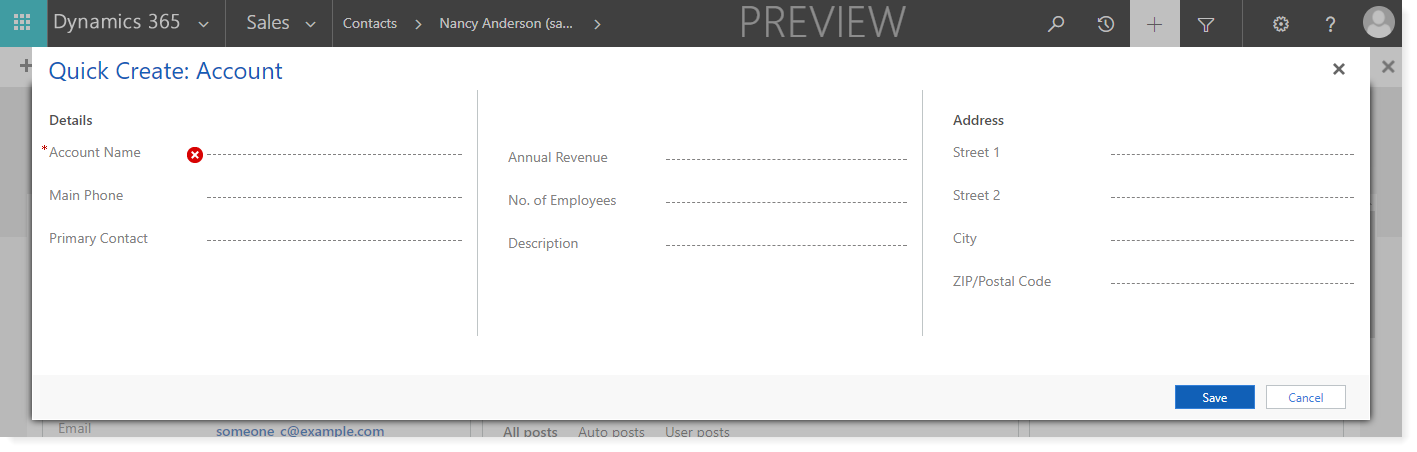 Dynamics 365 Sales Contacts Nancy Anderson (sa... PREVIEW ?
Quick Create: Account
Details
*Account Name
Main Phone
Primary Contact
Annual Revenue
No. of Employees
Description
Address
Street 1
Street 2
City
ZIP/Postal Code
Save Cancel
Email someone_c@example.com All posts Auto posts User posts